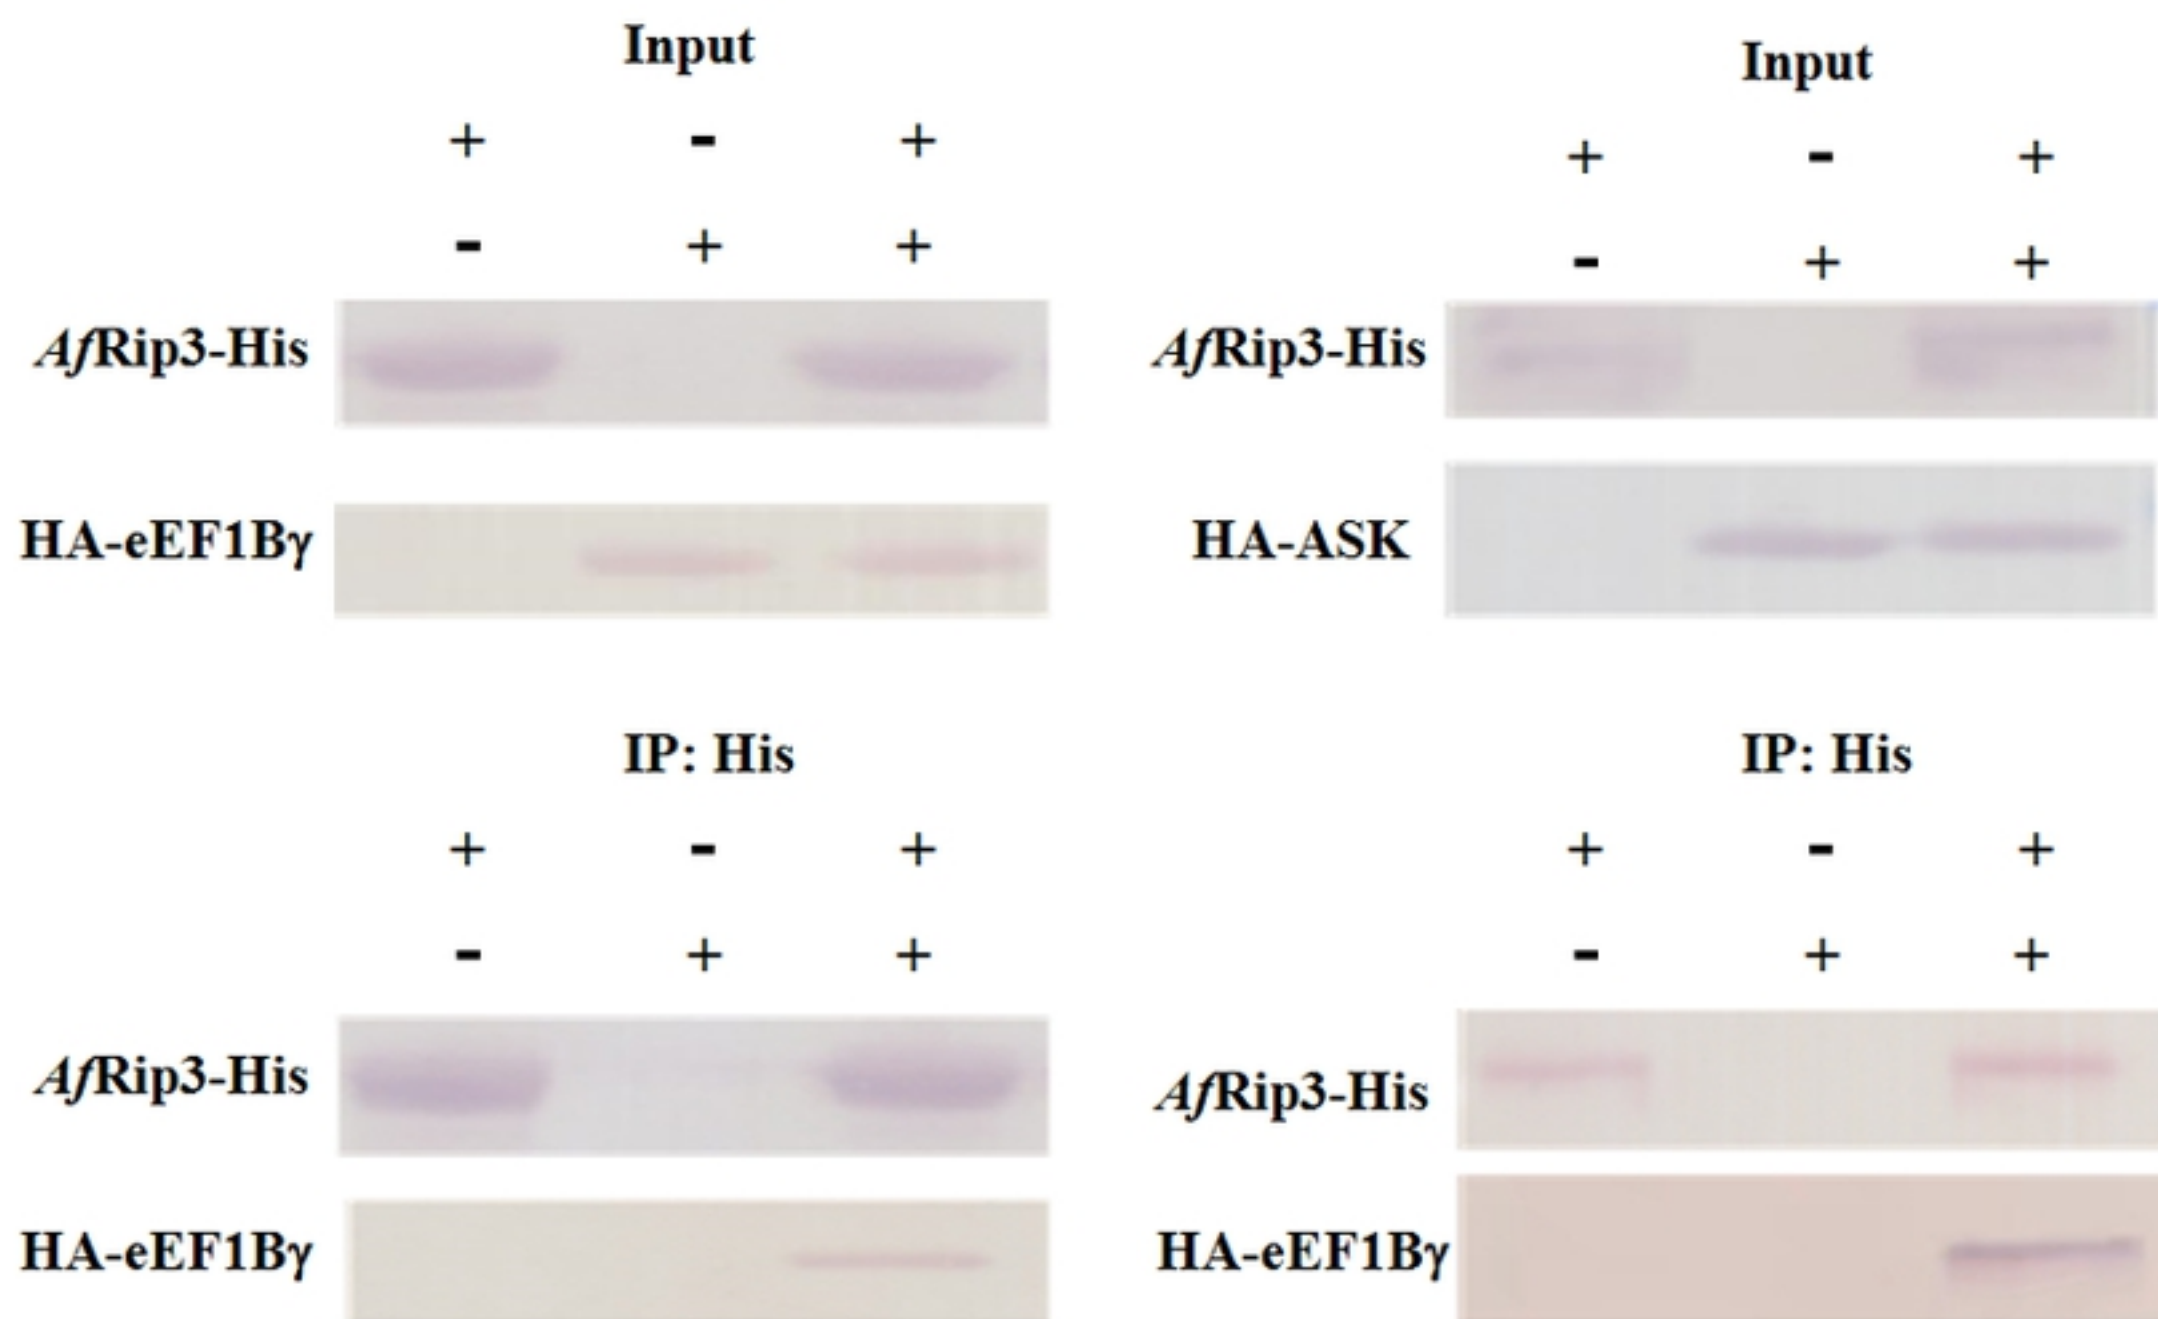 Input
+ - +
- + +
AfRip3-His
HA-eEF1Bγ
Input
+ - +
- + +
AfRip3-His
HA-ASK
IP: His
+ - +
- + +
AfRip3-His
HA-eEF1Bγ
IP: His
+ - +
- + +
AfRip3-His
HA-eEF1Bγ